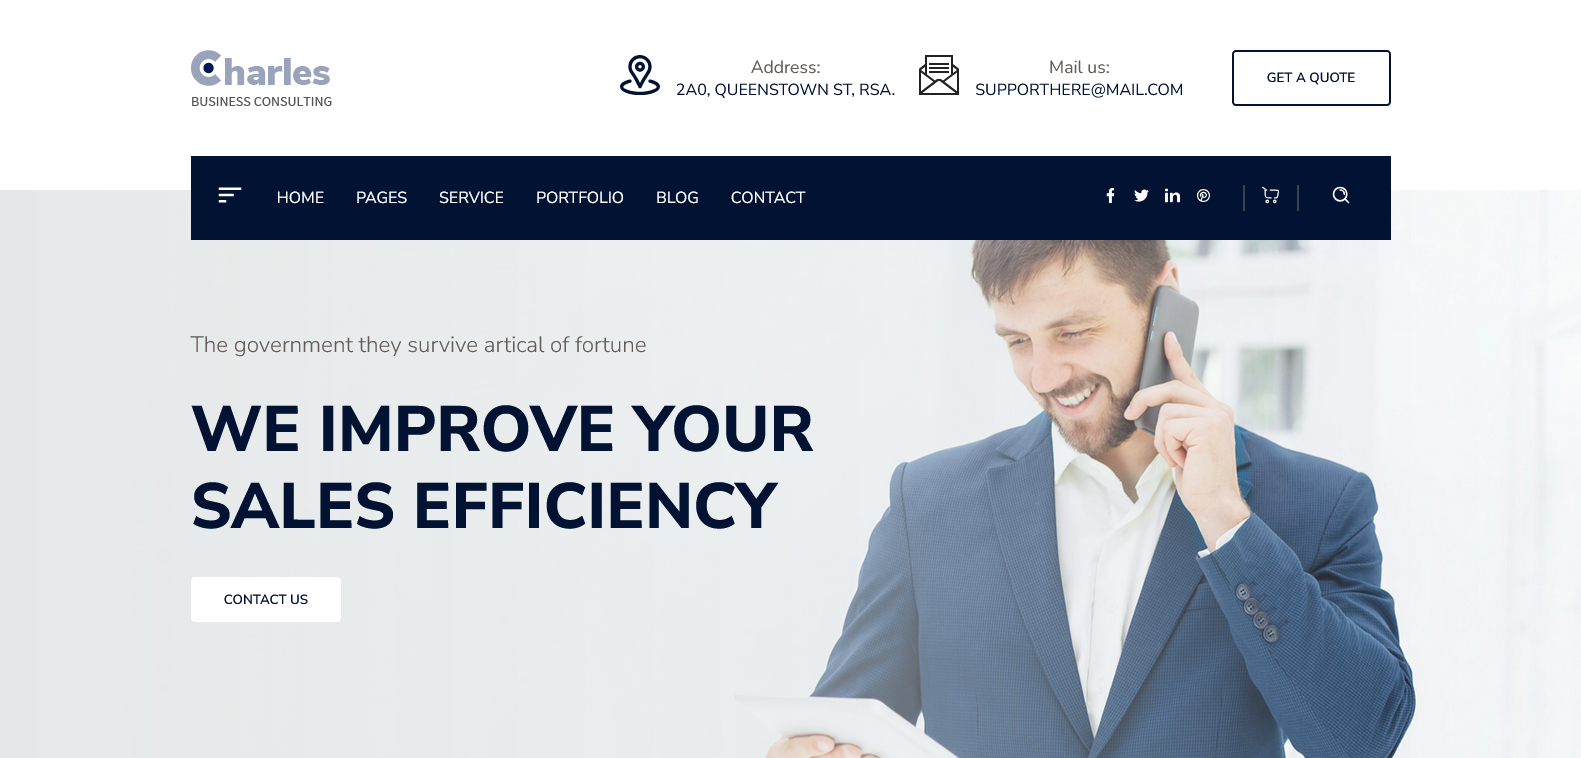 Charles
BUSINESS CONSULTING
Address:
2A0, QUEENSTOWN ST, RSA.
Mail us:
SUPPORTHERE@MAIL.COM
GET A QUOTE
HOME PAGES SERVICE PORTFOLIO BLOG CONTACT
The government they survive artical of fortune
WE IMPROVE YOUR
SALES EFFICIENCY
CONTACT US